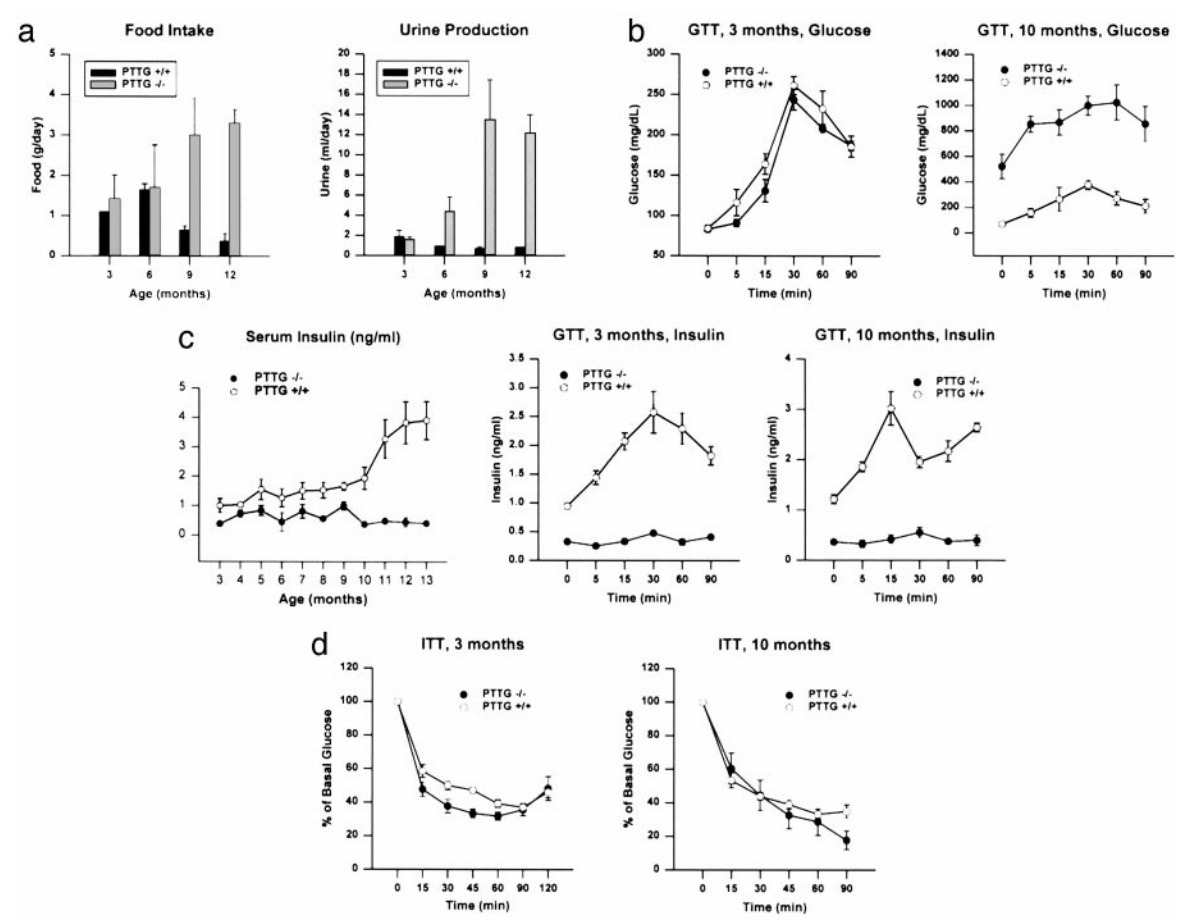 a
Food Intake
Food (g/day)
5
4
3
2
1
0
PTTG +/+
PTTG -/-
3 6 9 12
Age (months)
Urine Production
Urine (ml/day)
20
18
16
14
12
10
8
6
4
2
0
PTTG +/+
PTTG -/-
3 6 9 12
Age (months)
b
GTT, 3 months, Glucose
Glucose (mg/dL)
300
250
200
150
100
50
PTTG -/-
PTTG +/+
0 5 15 30 60 90
Time (min)
GTT, 10 months, Glucose
Glucose (mg/dL)
1400
1200
1000
800
600
400
200
0
PTTG -/-
PTTG +/+
0 5 15 30 60 90
Time (min)
c
Serum Insulin (ng/ml)
5
4
3
2
1
0
PTTG -/-
PTTG +/+
3 4 5 6 7 8 9 10 11 12 13
Age (months)
GTT, 3 months, Insulin
Insulin (ng/ml)
3.5
3.0
2.5
2.0
1.5
1.0
0.5
0.0
PTTG -/-
PTTG +/+
0 5 15 30 60 90
Time (min)
GTT, 10 months, Insulin
Insulin (ng/ml)
4
3
2
1
0
PTTG -/-
PTTG +/+
0 5 15 30 60 90
Time (min)
d
ITT, 3 months
% of Basal Glucose
120
100
80
60
40
20
0
PTTG -/-
PTTG +/+
0 15 30 45 60 90 120
Time (min)
ITT, 10 months
% of Basal Glucose
120
100
80
60
40
20
0
PTTG -/-
PTTG +/+
0 15 30 45 60 90
Time (min)